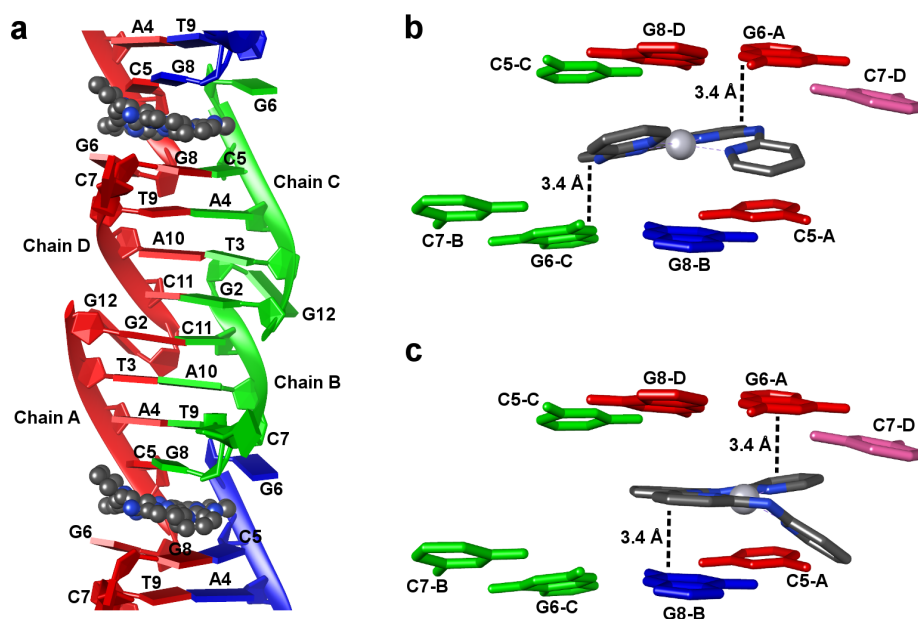 a
A4 T9
C5 G8
G6
G6
G8 C5
C7
Chain C
T9 A4
Chain D
A10 T3
C11 G2
G12
G12
G2 C11
T3 A10
Chain B
Chain A
A4 T9
C7
C5 G8
G6
G6
C5
G8
C7
T9 A4
b
G8-D G6-A
C5-C
C7-D
3.4 Å
3.4 Å
C7-B
G6-C
G8-B
C5-A
c
G8-D G6-A
C5-C
C7-D
3.4 Å
3.4 Å
C7-B
G6-C
G8-B
C5-A